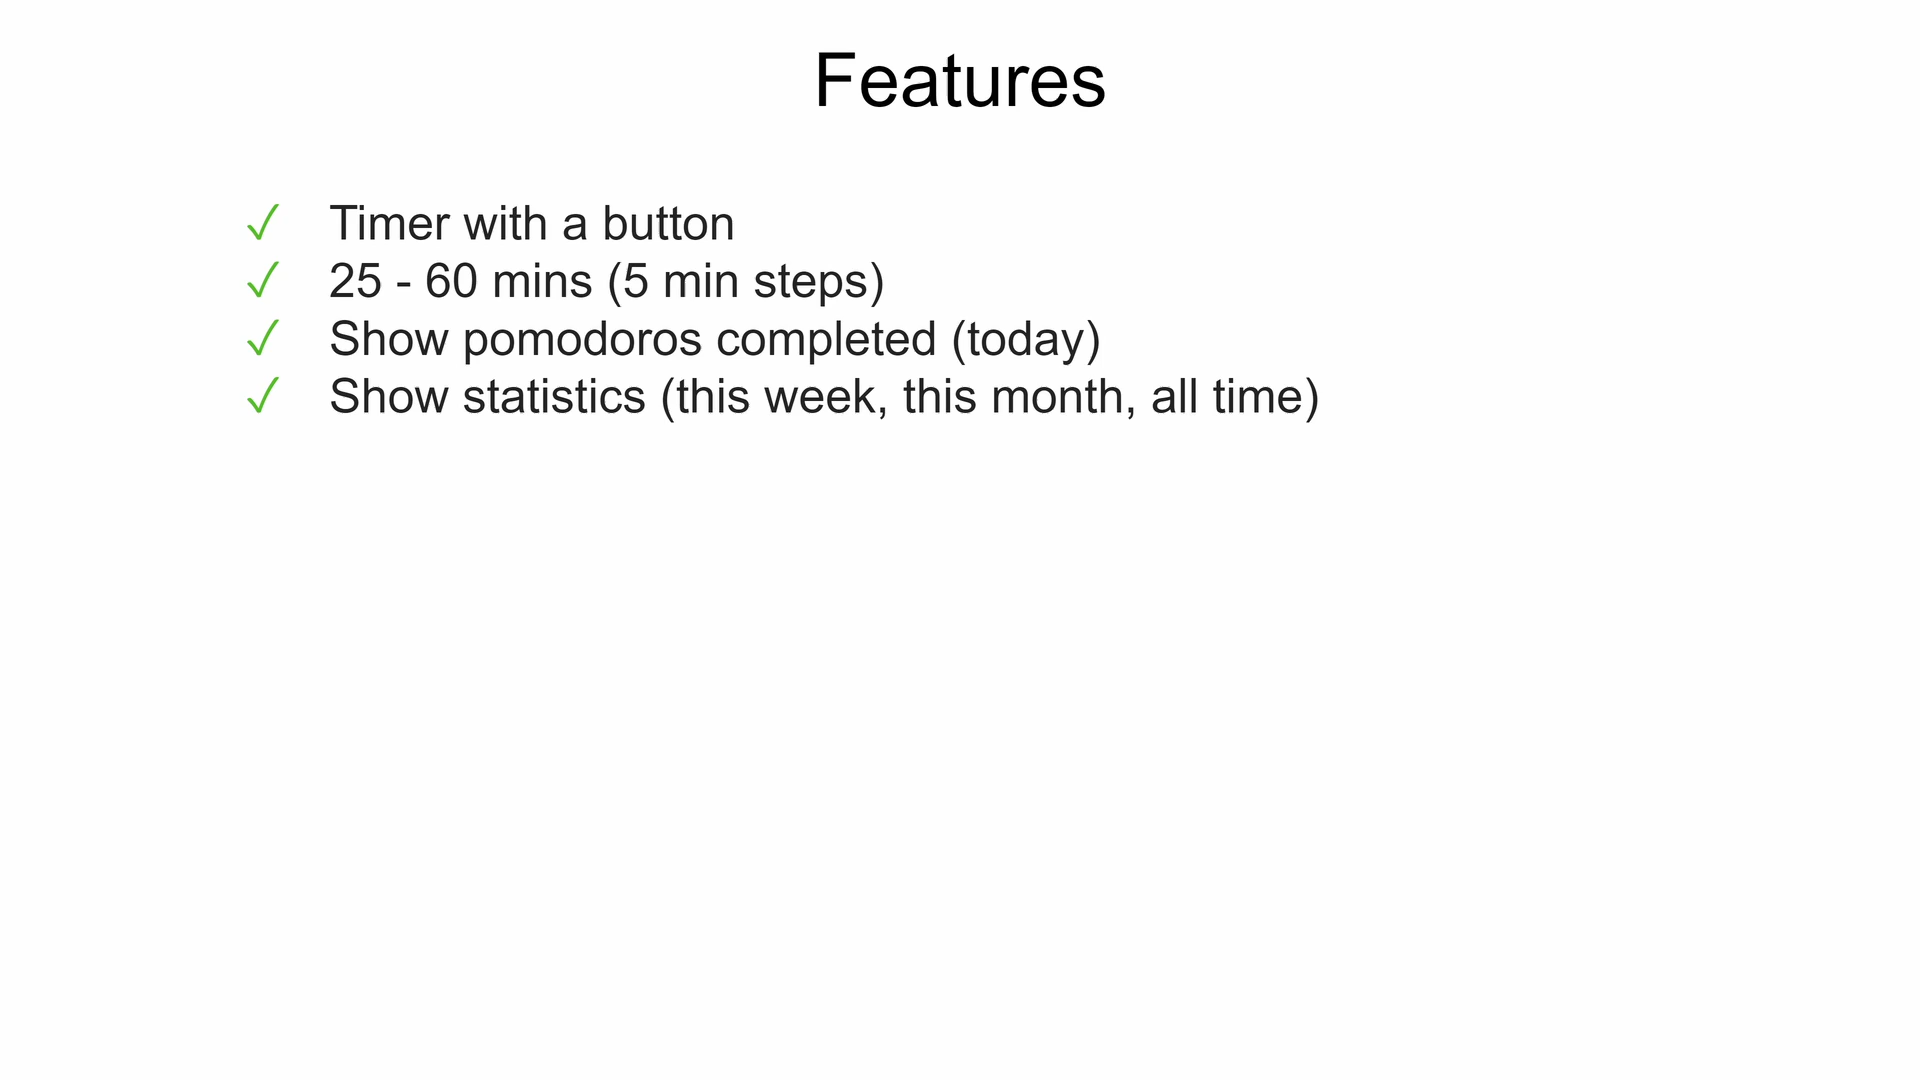 Features
✓ Timer with a button
✓ 25 - 60 mins (5 min steps)
✓ Show pomodoros completed (today)
✓ Show statistics (this week, this month, all time)